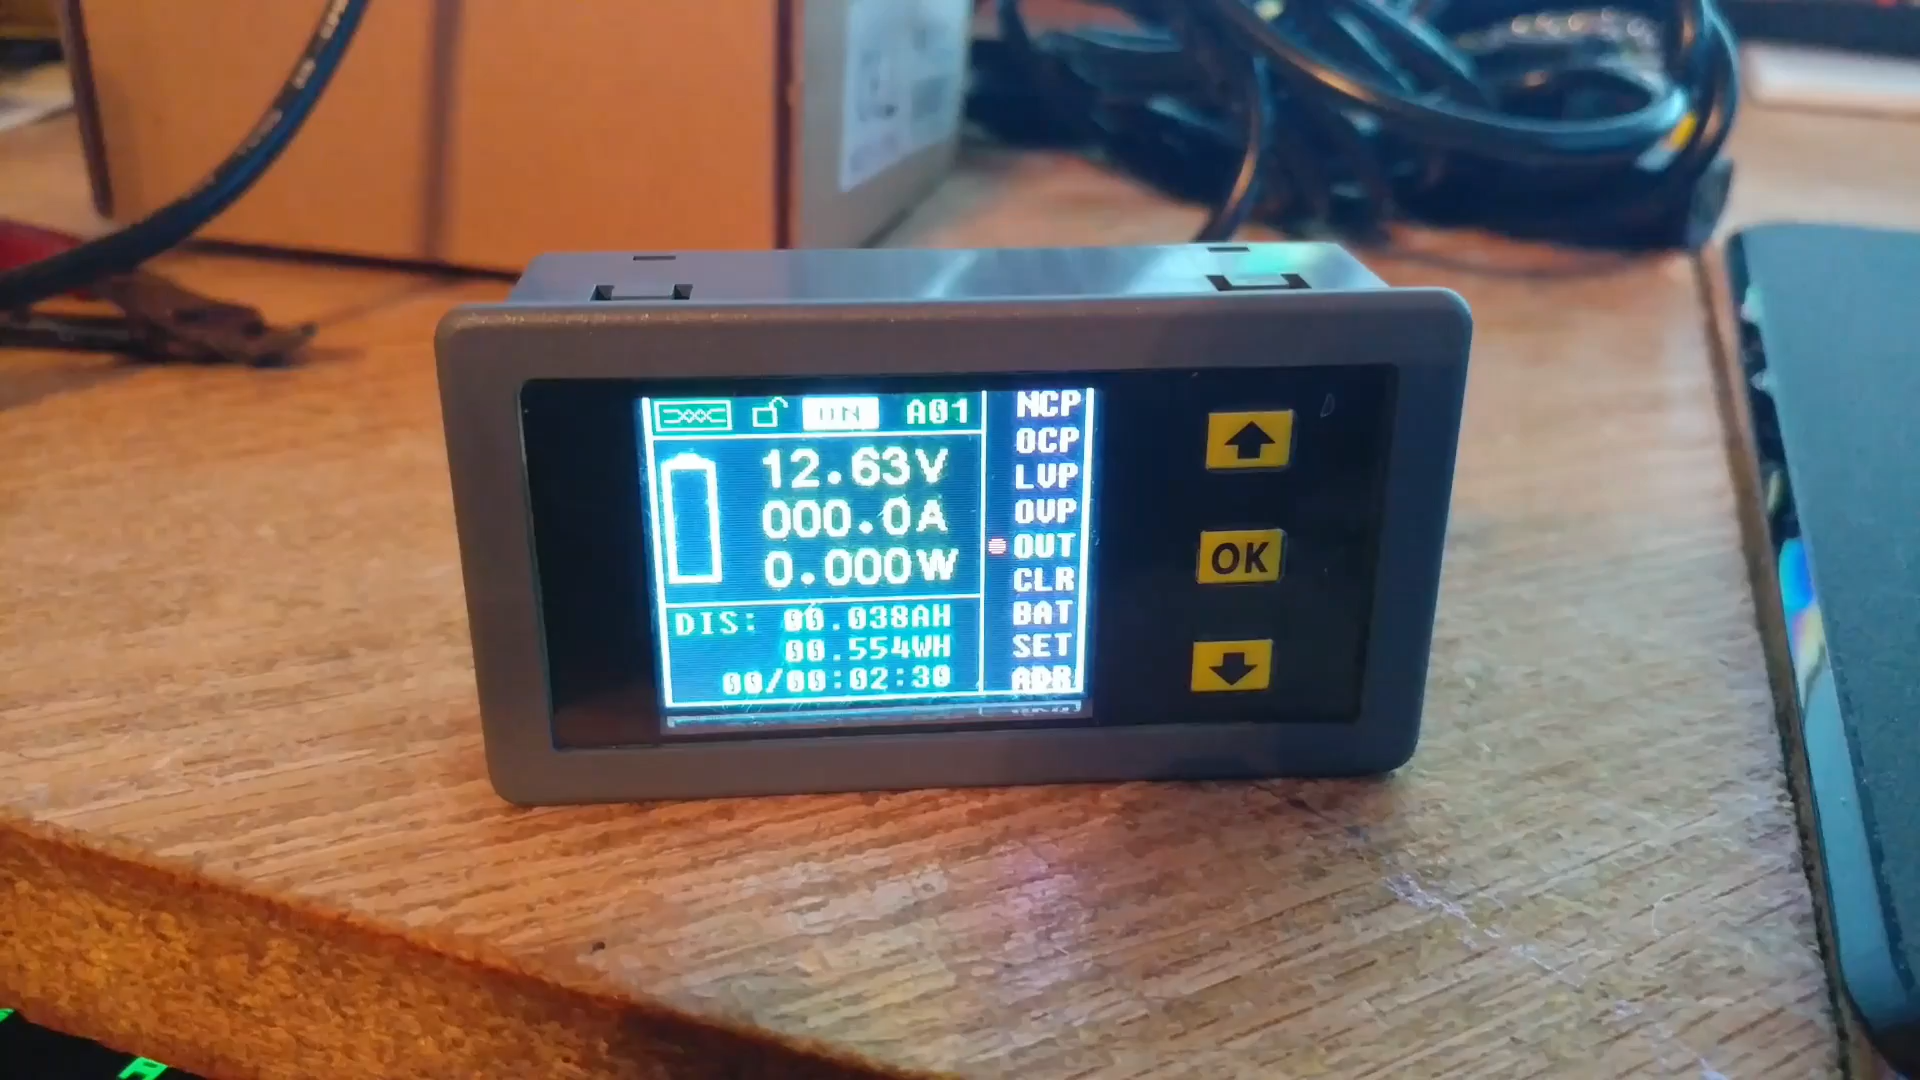 ON A01
12.63V
000.0A
0.000W
DIS: 00.038AH
00.554WH
00/00:02:30
NCP
OCP
LVP
OVP
OUT
CLR
BAT
SET
ADR
OK